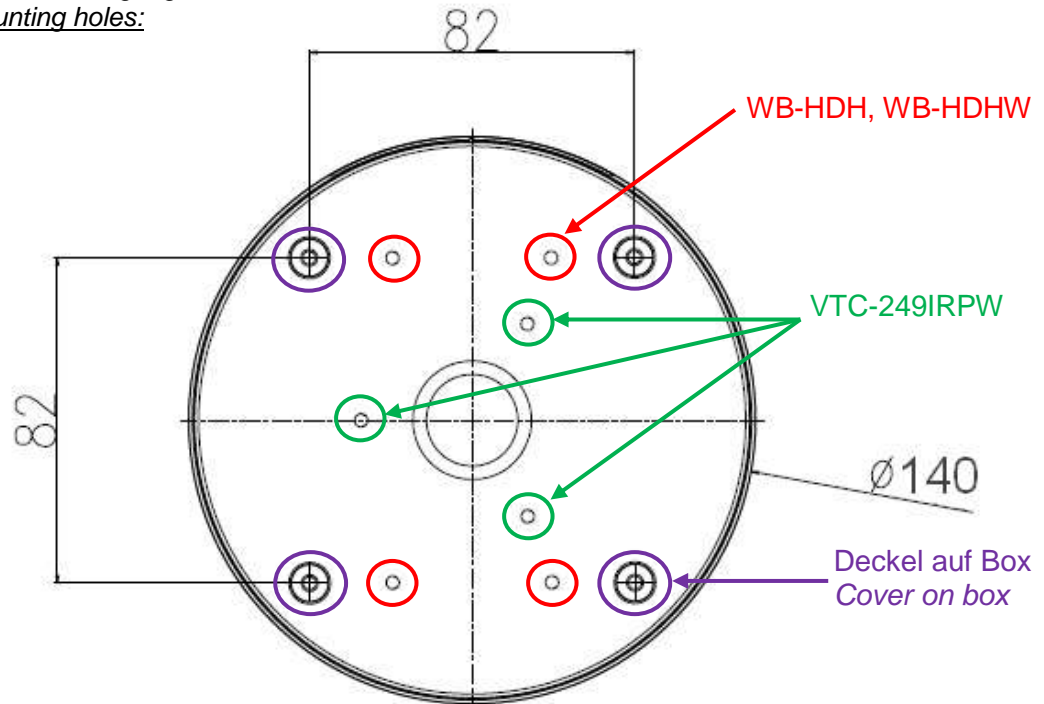 unting holes:
82
WB-HDH, WB-HDHW
VTC-249IRPW
82
Ø140
Deckel auf Box
Cover on box